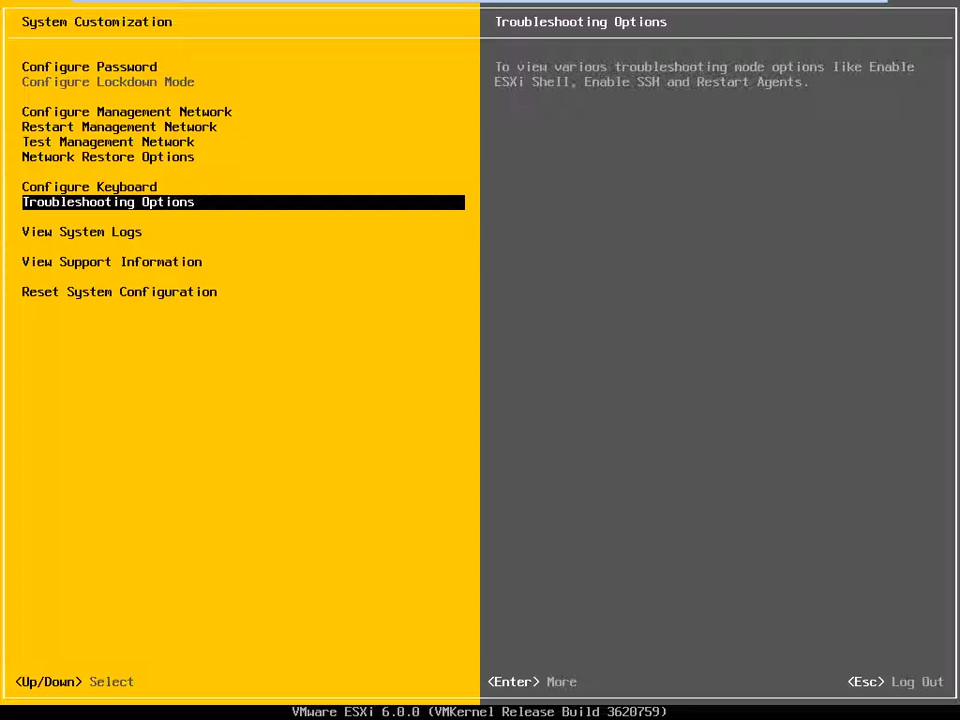 System Customization
Configure Password
Configure Lockdown Mode
Configure Management Network
Restart Management Network
Test Management Network
Network Restore Options
Configure Keyboard
Troubleshooting Options
View System Logs
View Support Information
Reset System Configuration
Troubleshooting Options
To view various troubleshooting mode options like Enable
ESXi Shell, Enable SSH and Restart Agents.
<Up/Down> Select
<Enter> More
<Esc> Log Out
VMware ESXi 6.0.0 (VMKernel Release Build 3620759)